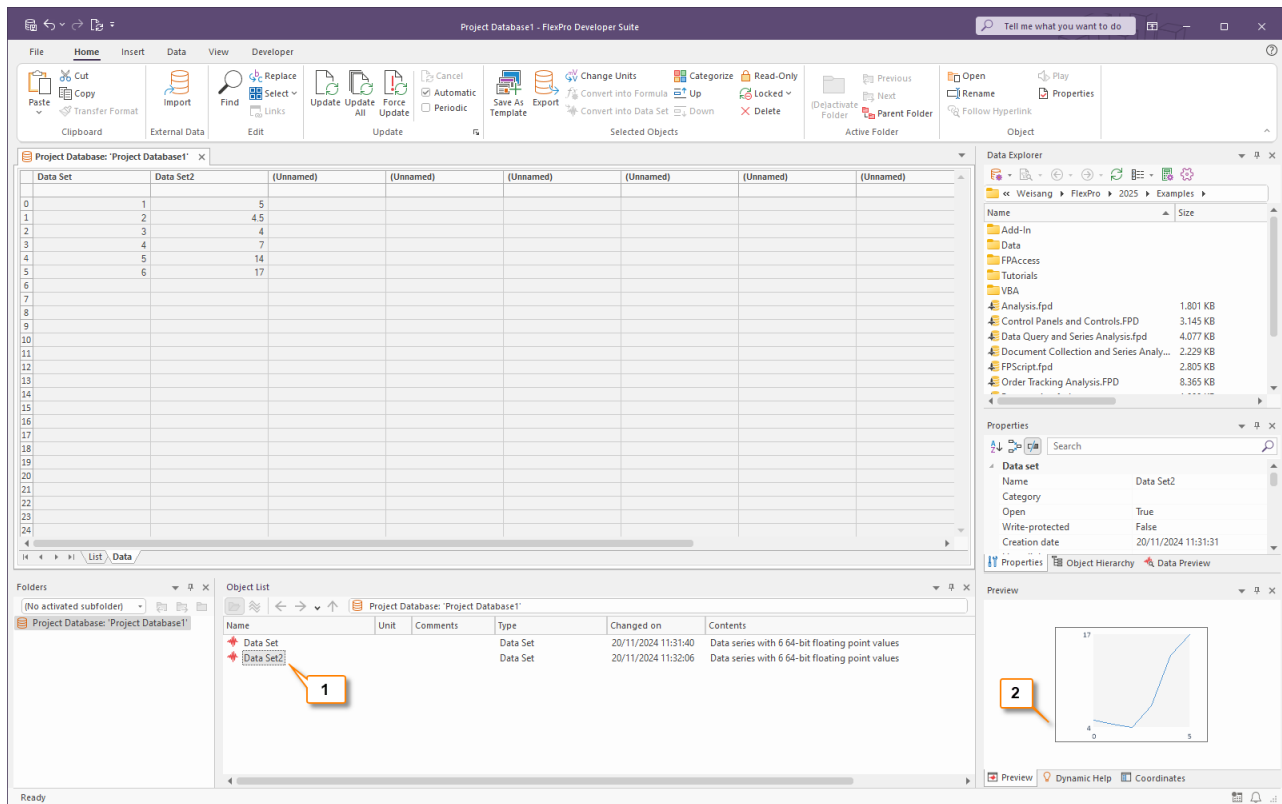 Project Database1 - FlexPro Developer Suite
Tell me what you want to do
File Home Insert Data View Developer
Paste
Cut
Copy
Transfer Format
Clipboard
Import
External Data
Find
Replace
Select
Links
Edit
Update Update All Force Update
Cancel
Automatic
Periodic
Update
Save As Template Export
Change Units
Convert into Formula
Convert into Data Set
Categorize
Up
Down
Read-Only
Locked
Delete
Selected Objects
(Dejactivate Folder
Previous
Next
Parent Folder
Active Folder
Open
Rename
Follow Hyperlink
Play
Properties
Object
Project Database: 'Project Database1'
Data Set Data Set2 (Unnamed) (Unnamed) (Unnamed) (Unnamed) (Unnamed) (Unnamed)
0 1 5
1 2 4.5
2 3 4
3 4 7
4 5 14
5 6 17
6
7
8
9
10
11
12
13
14
15
16
17
18
19
20
21
22
23
24
List Data
Data Explorer
« Weisang FlexPro 2025 Examples
Name Size
Add-In
Data
FPAccess
Tutorials
VBA
Analysis.fpd 1.801 KB
Control Panels and Controls.FPD 3.145 KB
Data Query and Series Analysis.fpd 4.077 KB
Document Collection and Series Analy... 2.229 KB
FPScript.fpd 2.805 KB
Order Tracking Analysis.FPD 8.365 KB
Properties
Search
Data set
Name Data Set2
Category
Open True
Write-protected False
Creation date 20/11/2024 11:31:31
Properties Object Hierarchy Data Preview
Folders
(No activated subfolder)
Project Database: 'Project Database1'
Object List
Project Database: 'Project Database1'
Name Unit Comments Type Changed on Contents
Data Set Data Set 20/11/2024 11:31:40 Data series with 6 64-bit floating point values
Data Set2 Data Set 20/11/2024 11:32:06 Data series with 6 64-bit floating point values
1
Preview
17
2
4
0 5
Preview Dynamic Help Coordinates
Ready